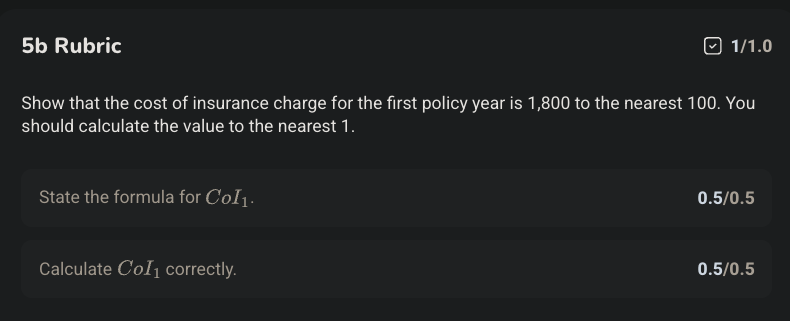 5b Rubric
1/1.0
Show that the cost of insurance charge for the first policy year is 1,800 to the nearest 100. You
should calculate the value to the nearest 1.
State the formula for CoI₁.
0.5/0.5
Calculate CoI₁ correctly.
0.5/0.5